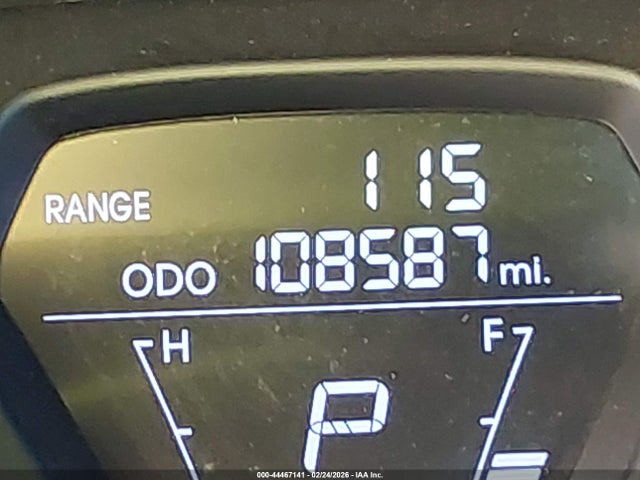 RANGE 115
ODO 108587 mi.
H F
P
000-44467141 - 02/24/2026 - IAA Inc.